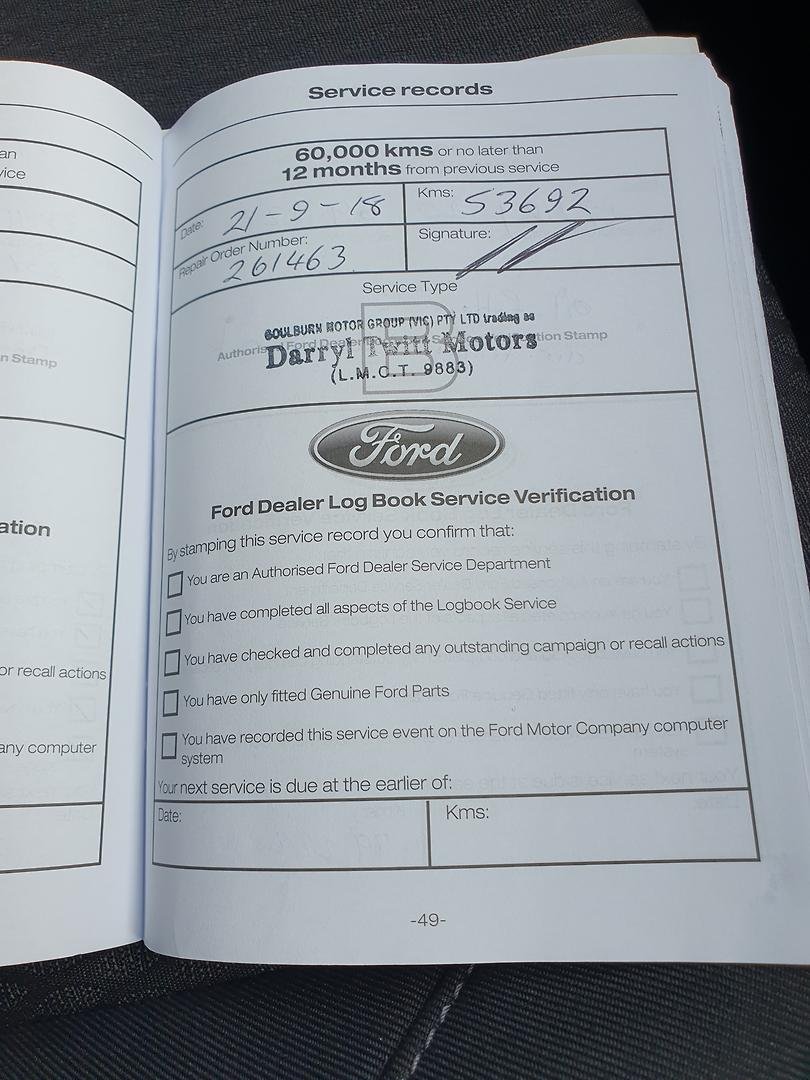 an
vice
n Stamp
ation
or recall actions
any computer
Service records
60,000 kms or no later than
12 months from previous service
Date: 21-9-18
Kms: 53692
Repair Order Number:
261463
Signature:
Service Type
B
GOULBURN MOTOR GROUP (VIC) PTY LTD trading as
Authorised Ford Dealer tion Stamp
Darryl Twitt Motors
(L.M.C.T. 9883)
Ford
Ford Dealer Log Book Service Verification
By stamping this service record you confirm that:
You are an Authorised Ford Dealer Service Department
You have completed all aspects of the Logbook Service
You have checked and completed any outstanding campaign or recall actions
You have only fitted Genuine Ford Parts
You have recorded this service event on the Ford Motor Company computer
system
Your next service is due at the earlier of:
Date:
Kms:
-49-